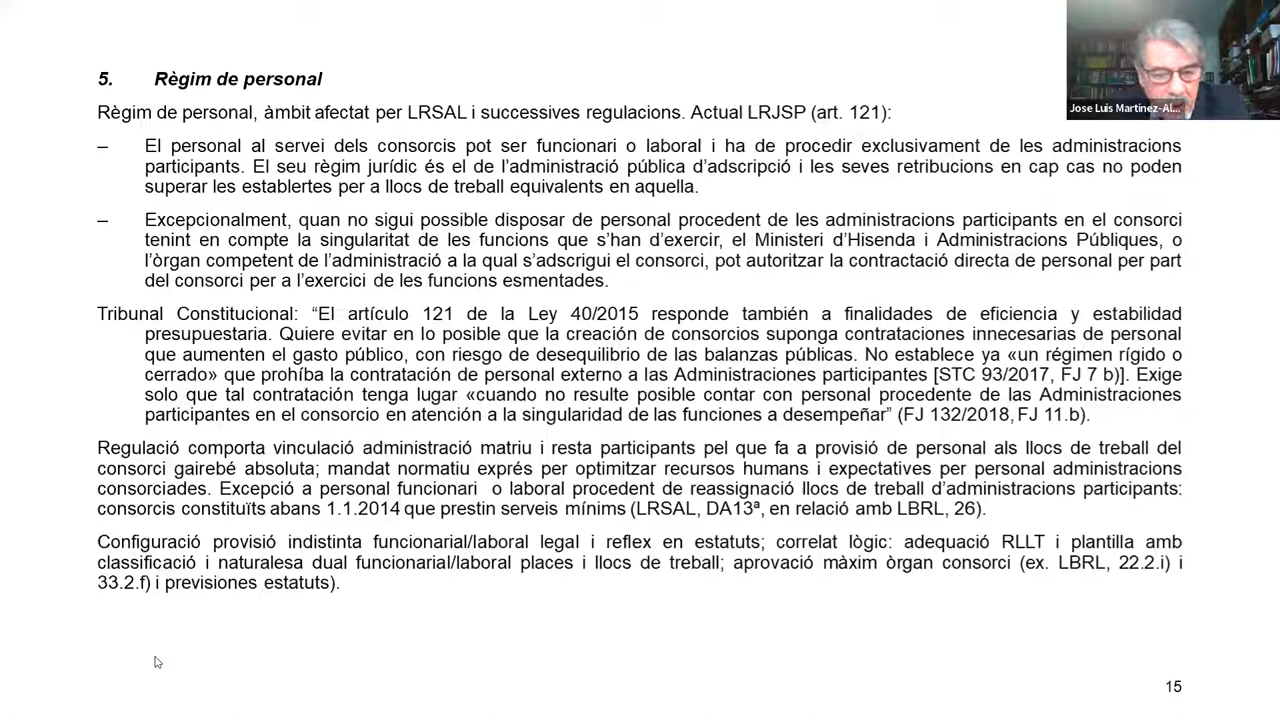 Jose Luis Martínez-Al...
5. Règim de personal
Règim de personal, àmbit afectat per LRSAL i successives regulacions. Actual LRJSP (art. 121):
– El personal al servei dels consorcis pot ser funcionari o laboral i ha de procedir exclusivament de les administracions
participants. El seu règim jurídic és el de l’administració pública d’adscripció i les seves retribucions en cap cas no poden
superar les establertes per a llocs de treball equivalents en aquella.
– Excepcionalment, quan no sigui possible disposar de personal procedent de les administracions participants en el consorci
tenint en compte la singularitat de les funcions que s’han d’exercir, el Ministeri d’Hisenda i Administracions Públiques, o
l’òrgan competent de l’administració a la qual s’adscrigui el consorci, pot autoritzar la contractació directa de personal per part
del consorci per a l’exercici de les funcions esmentades.
Tribunal Constitucional: “El artículo 121 de la Ley 40/2015 responde también a finalidades de eficiencia y estabilidad
presupuestaria. Quiere evitar en lo posible que la creación de consorcios suponga contrataciones innecesarias de personal
que aumenten el gasto público, con riesgo de desequilibrio de las balanzas públicas. No establece ya «un régimen rígido o
cerrado» que prohíba la contratación de personal externo a las Administraciones participantes [STC 93/2017, FJ 7 b)]. Exige
solo que tal contratación tenga lugar «cuando no resulte posible contar con personal procedente de las Administraciones
participantes en el consorcio en atención a la singularidad de las funciones a desempeñar” (FJ 132/2018, FJ 11.b).
Regulació comporta vinculació administració matriu i resta participants pel que fa a provisió de personal als llocs de treball del
consorci gairebé absoluta; mandat normatiu exprés per optimitzar recursos humans i expectatives per personal administracions
consorciades. Excepció a personal funcionari o laboral procedent de reassignació llocs de treball d’administracions participants:
consorcis constituïts abans 1.1.2014 que prestin serveis mínims (LRSAL, DA13ª, en relació amb LBRL, 26).
Configuració provisió indistinta funcionarial/laboral legal i reflex en estatuts; correlat lògic: adequació RLLT i plantilla amb
classificació i naturalesa dual funcionarial/laboral places i llocs de treball; aprovació màxim òrgan consorci (ex. LBRL, 22.2.i) i
33.2.f) i previsions estatuts).
15